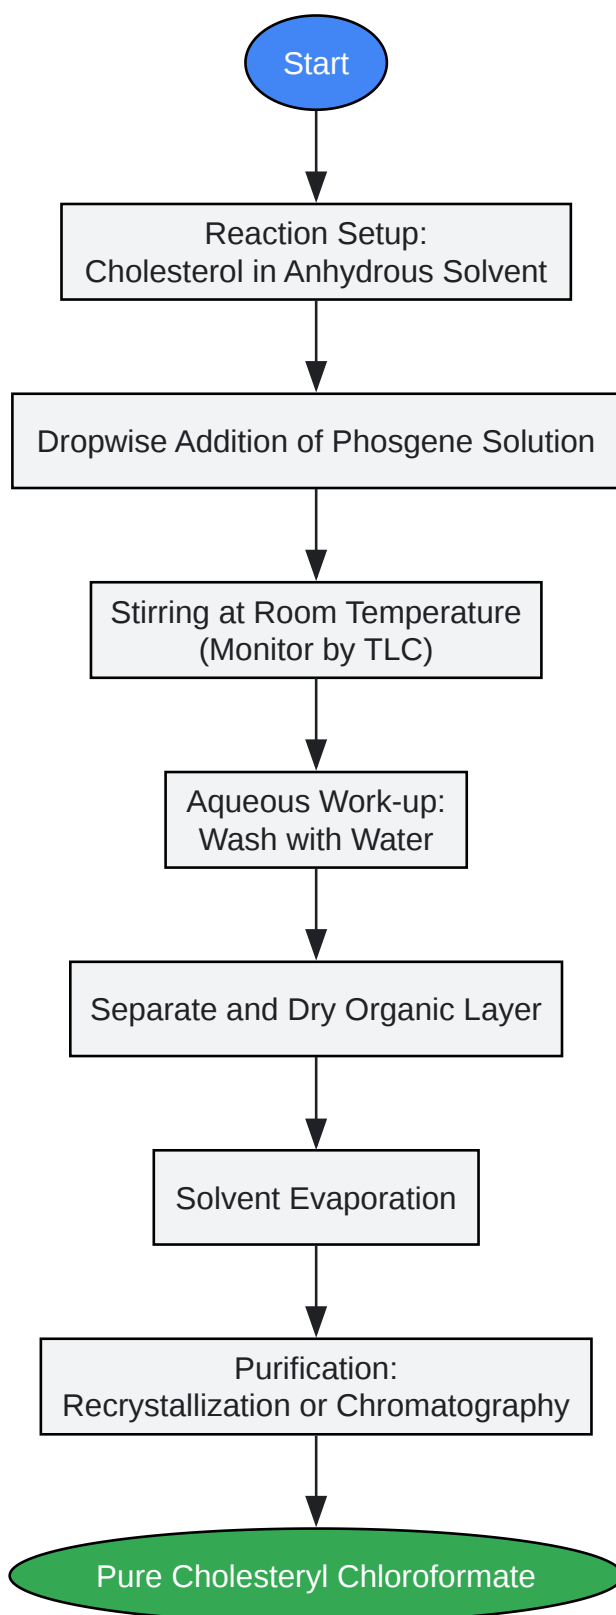 Start
Reaction Setup:
Cholesterol in Anhydrous Solvent
Dropwise Addition of Phosgene Solution
Stirring at Room Temperature
(Monitor by TLC)
Aqueous Work-up:
Wash with Water
Separate and Dry Organic Layer
Solvent Evaporation
Purification:
Recrystallization or Chromatography
Pure Cholesteryl Chloroformate